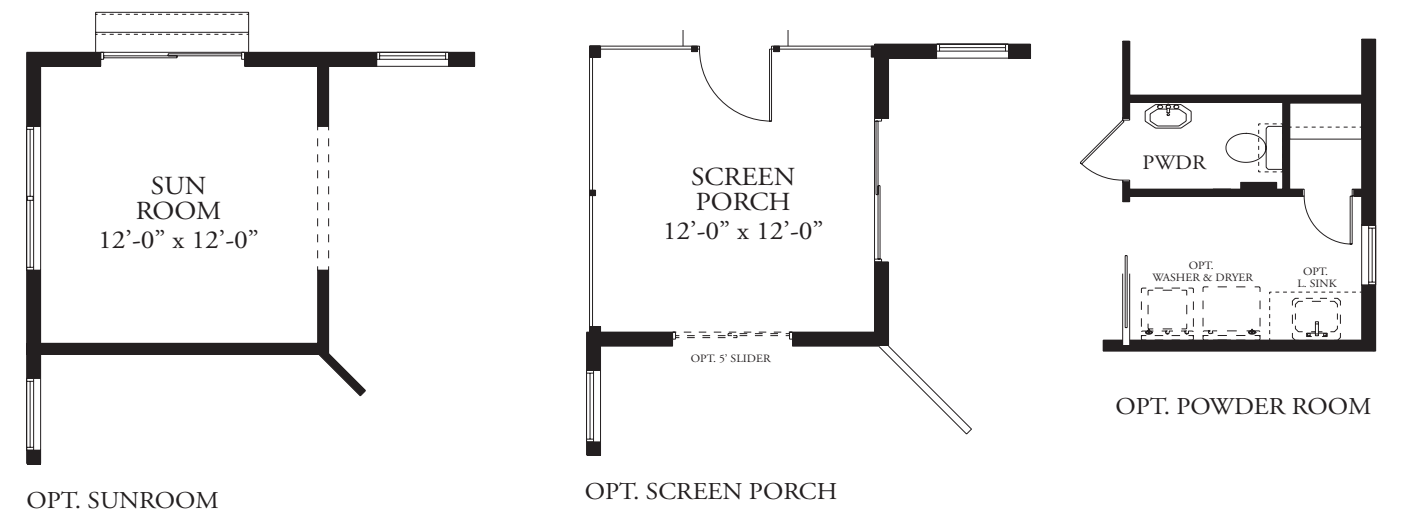 SUN
ROOM
12’-0” x 12’-0”
OPT. SUNROOM
SCREEN
PORCH
12’-0” x 12’-0”
OPT. 5' SLIDER
OPT. SCREEN PORCH
PWDR
OPT.
WASHER & DRYER
OPT.
L. SINK
OPT. POWDER ROOM